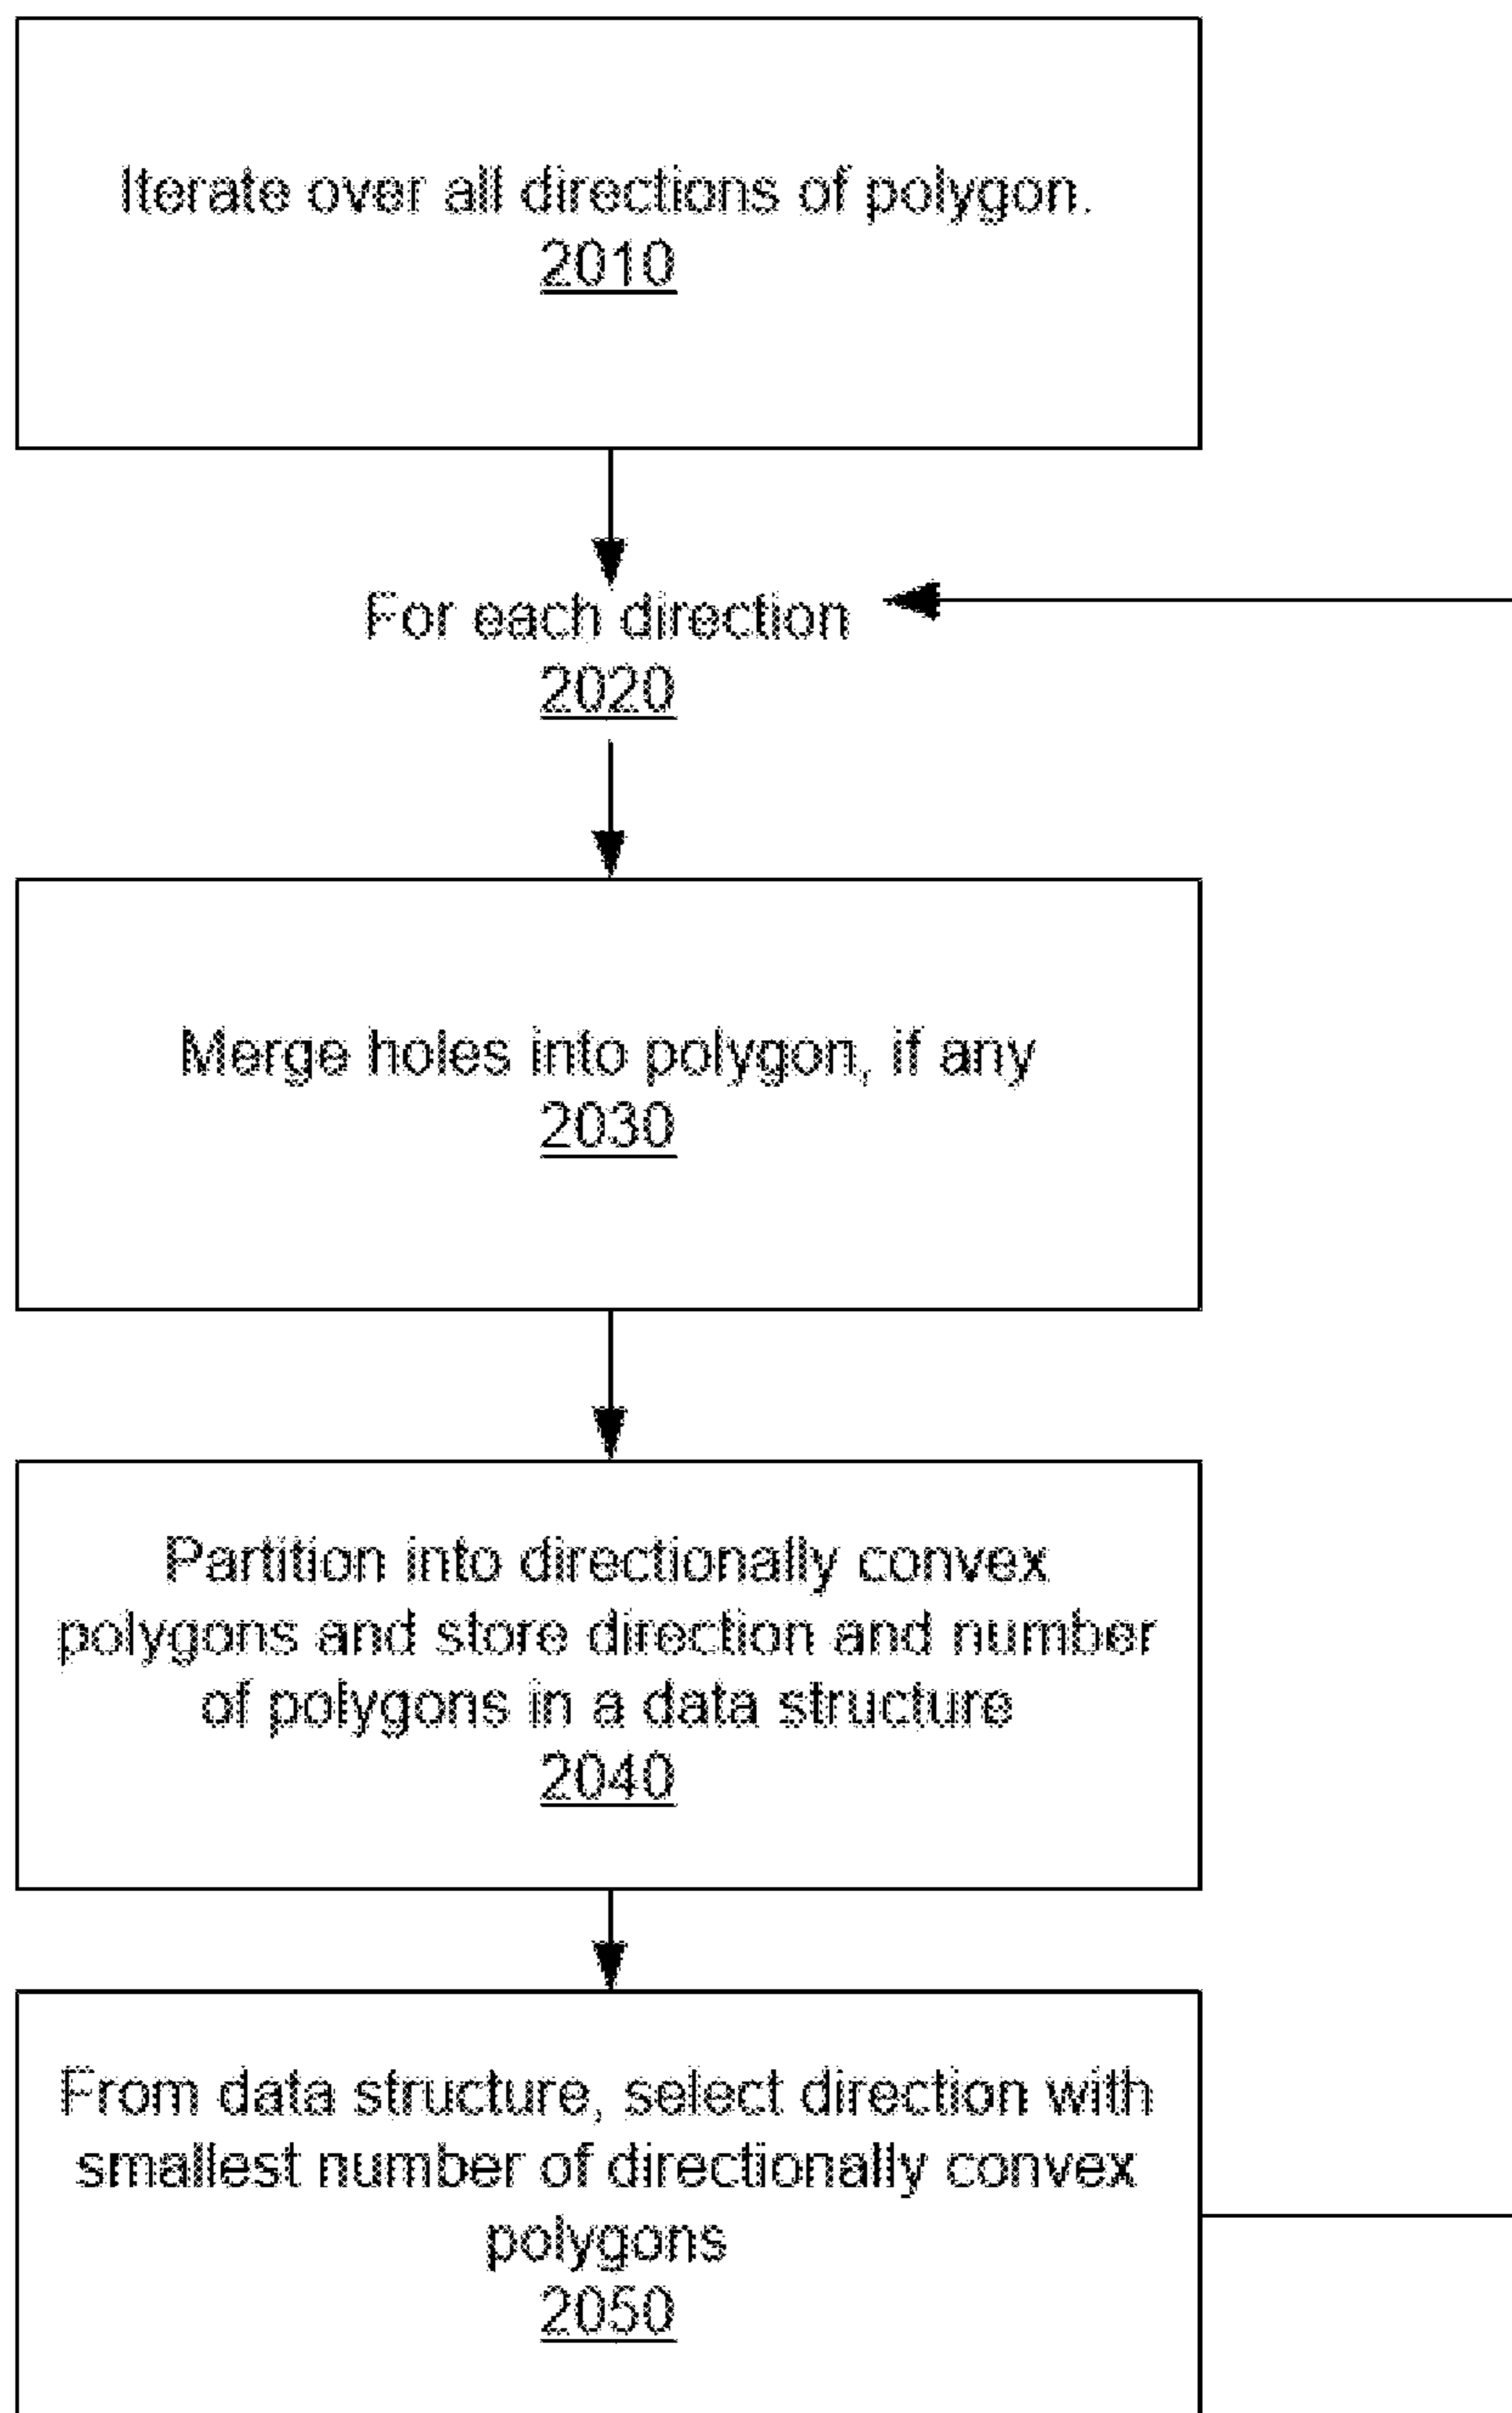 Iterate over all directions of polygon.
2010
For each direction
2020
Merge holes into polygon, if any
2030
Partition into directionally convex
polygons and store direction and number
of polygons in a data structure
2040
From data structure, select direction with
smallest number of directionally convex
polygons
2050